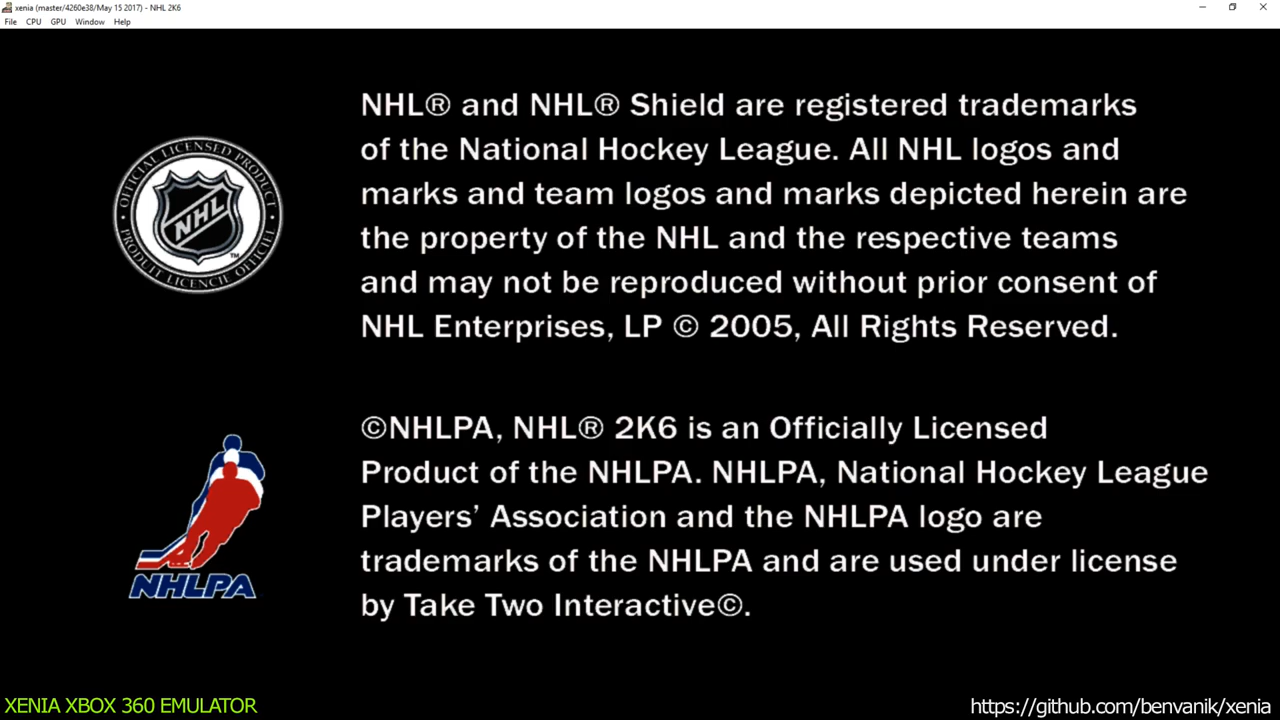 xenia (master/4260e38/May 15 2017) - NHL 2K6
File CPU GPU Window Help
NHL® and NHL® Shield are registered trademarks
of the National Hockey League. All NHL logos and
marks and team logos and marks depicted herein are
the property of the NHL and the respective teams
and may not be reproduced without prior consent of
NHL Enterprises, LP © 2005, All Rights Reserved.
OFFICIAL LICENSED PRODUCT
NHL
TM
PRODUIT LICENCIÉ OFFICIEL
©NHLPA, NHL® 2K6 is an Officially Licensed
Product of the NHLPA. NHLPA, National Hockey League
Players’ Association and the NHLPA logo are
trademarks of the NHLPA and are used under license
by Take Two Interactive©.
NHLPA
XENIA XBOX 360 EMULATOR
https://github.com/benvanik/xenia